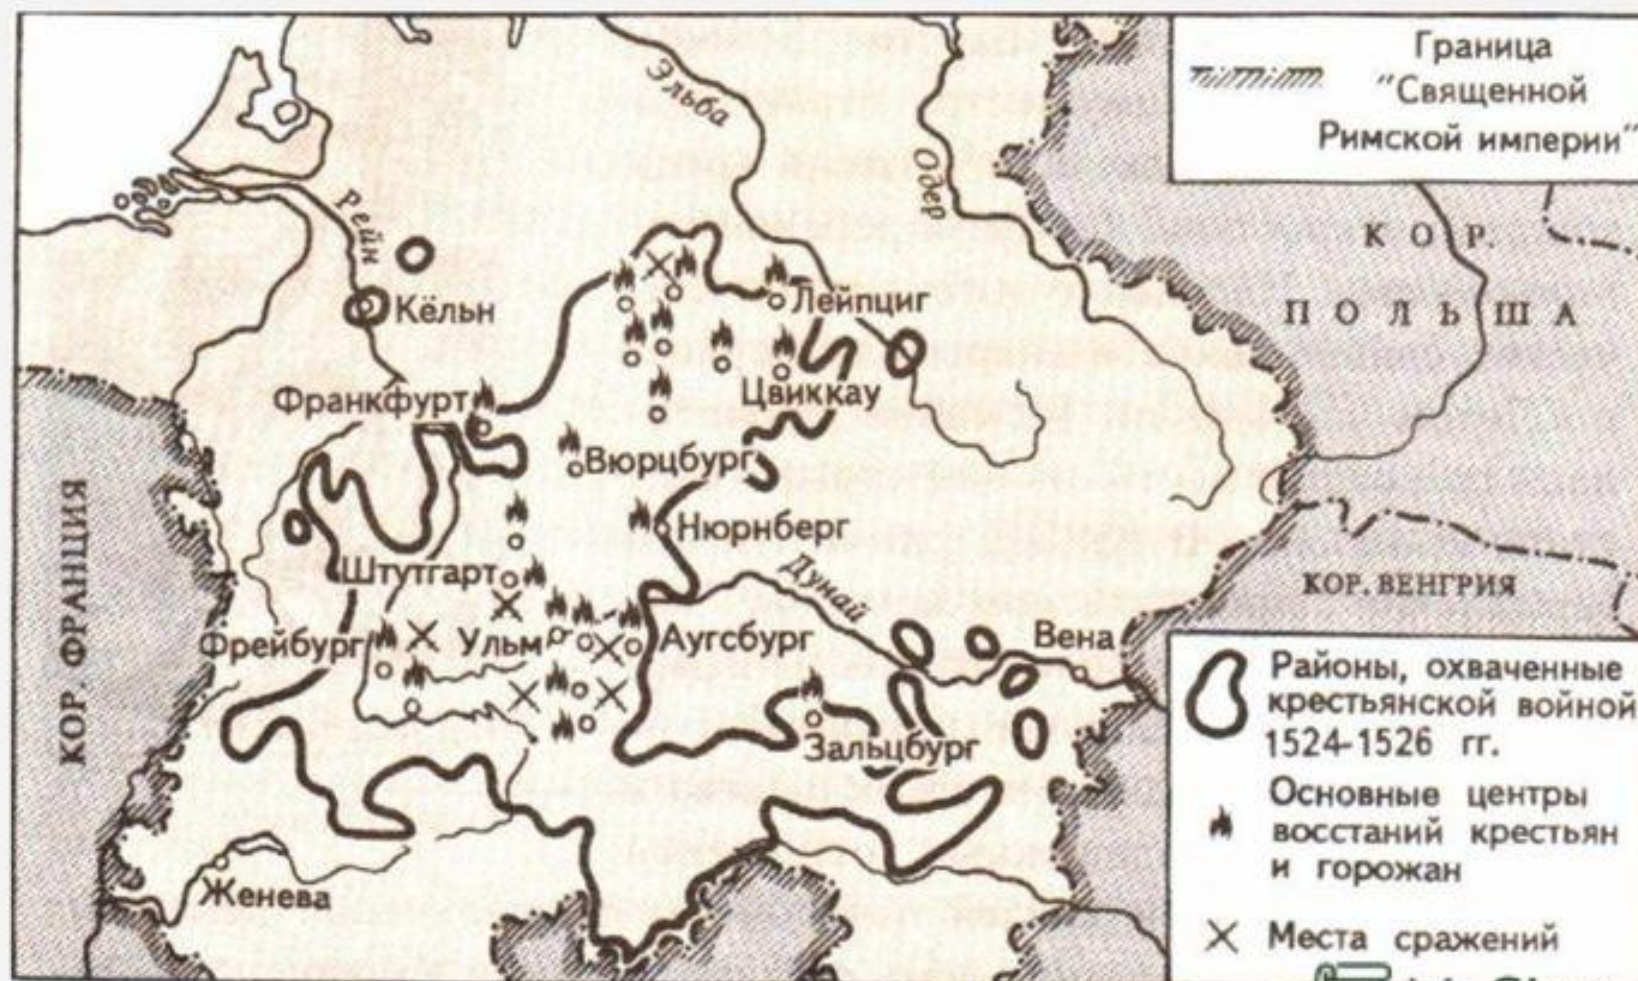 Граница
"Священной
Римской империи"
Эльба
Одер
Рейн
КОР.
ПОЛЬША
Кёльн
Лейпциг
Франкфурт
Цвиккау
Вюрцбург
КОР. ФРАНЦИЯ
Нюрнберг
Штутгарт
Дунай
КОР. ВЕНГРИЯ
Фрейбург
Ульм
Аугсбург
Вена
Зальцбург
Женева
Районы, охваченные
крестьянской войной
1524-1526 гг.
Основные центры
восстаний крестьян
и горожан
Места сражений